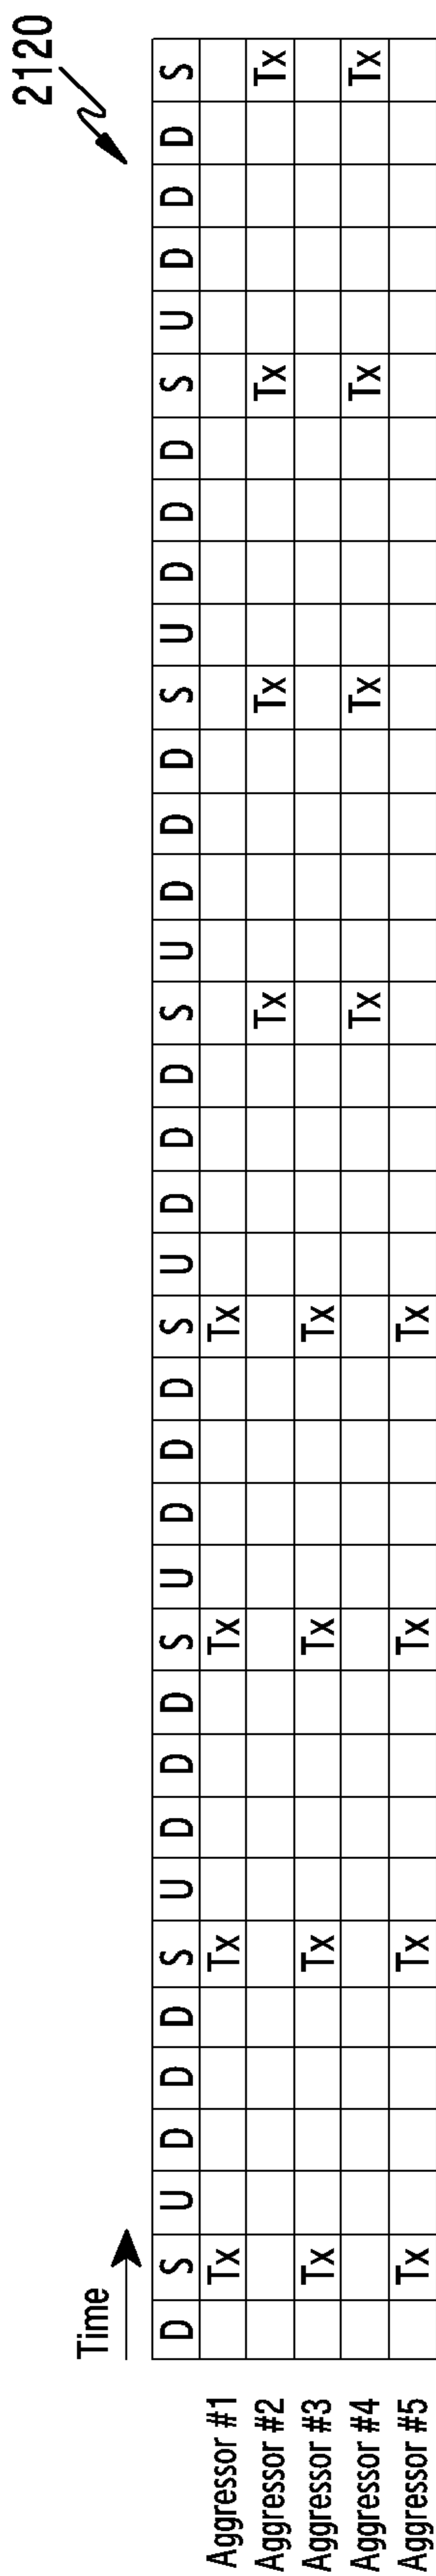 2120
Time
D S U D D D S U D D D S U D D D S U D D D S U D D D S U D D D S U D D D S
Aggressor #1 Tx Tx Tx Tx
Aggressor #2 Tx Tx Tx Tx
Aggressor #3 Tx Tx Tx Tx
Aggressor #4 Tx Tx Tx Tx
Aggressor #5 Tx Tx Tx Tx